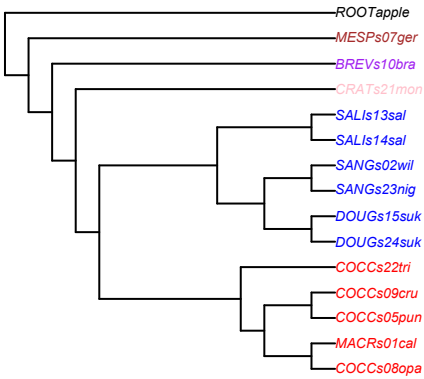 ROOTapple
MESPs07ger
BREVs10bra
CRATs21mon
SALIs13sal
SALIs14sal
SANGs02wil
SANGs23nig
DOUGs15suk
DOUGs24suk
COCCs22tri
COCCs09cru
COCCs05pun
MACRs01cal
COCCs08opa